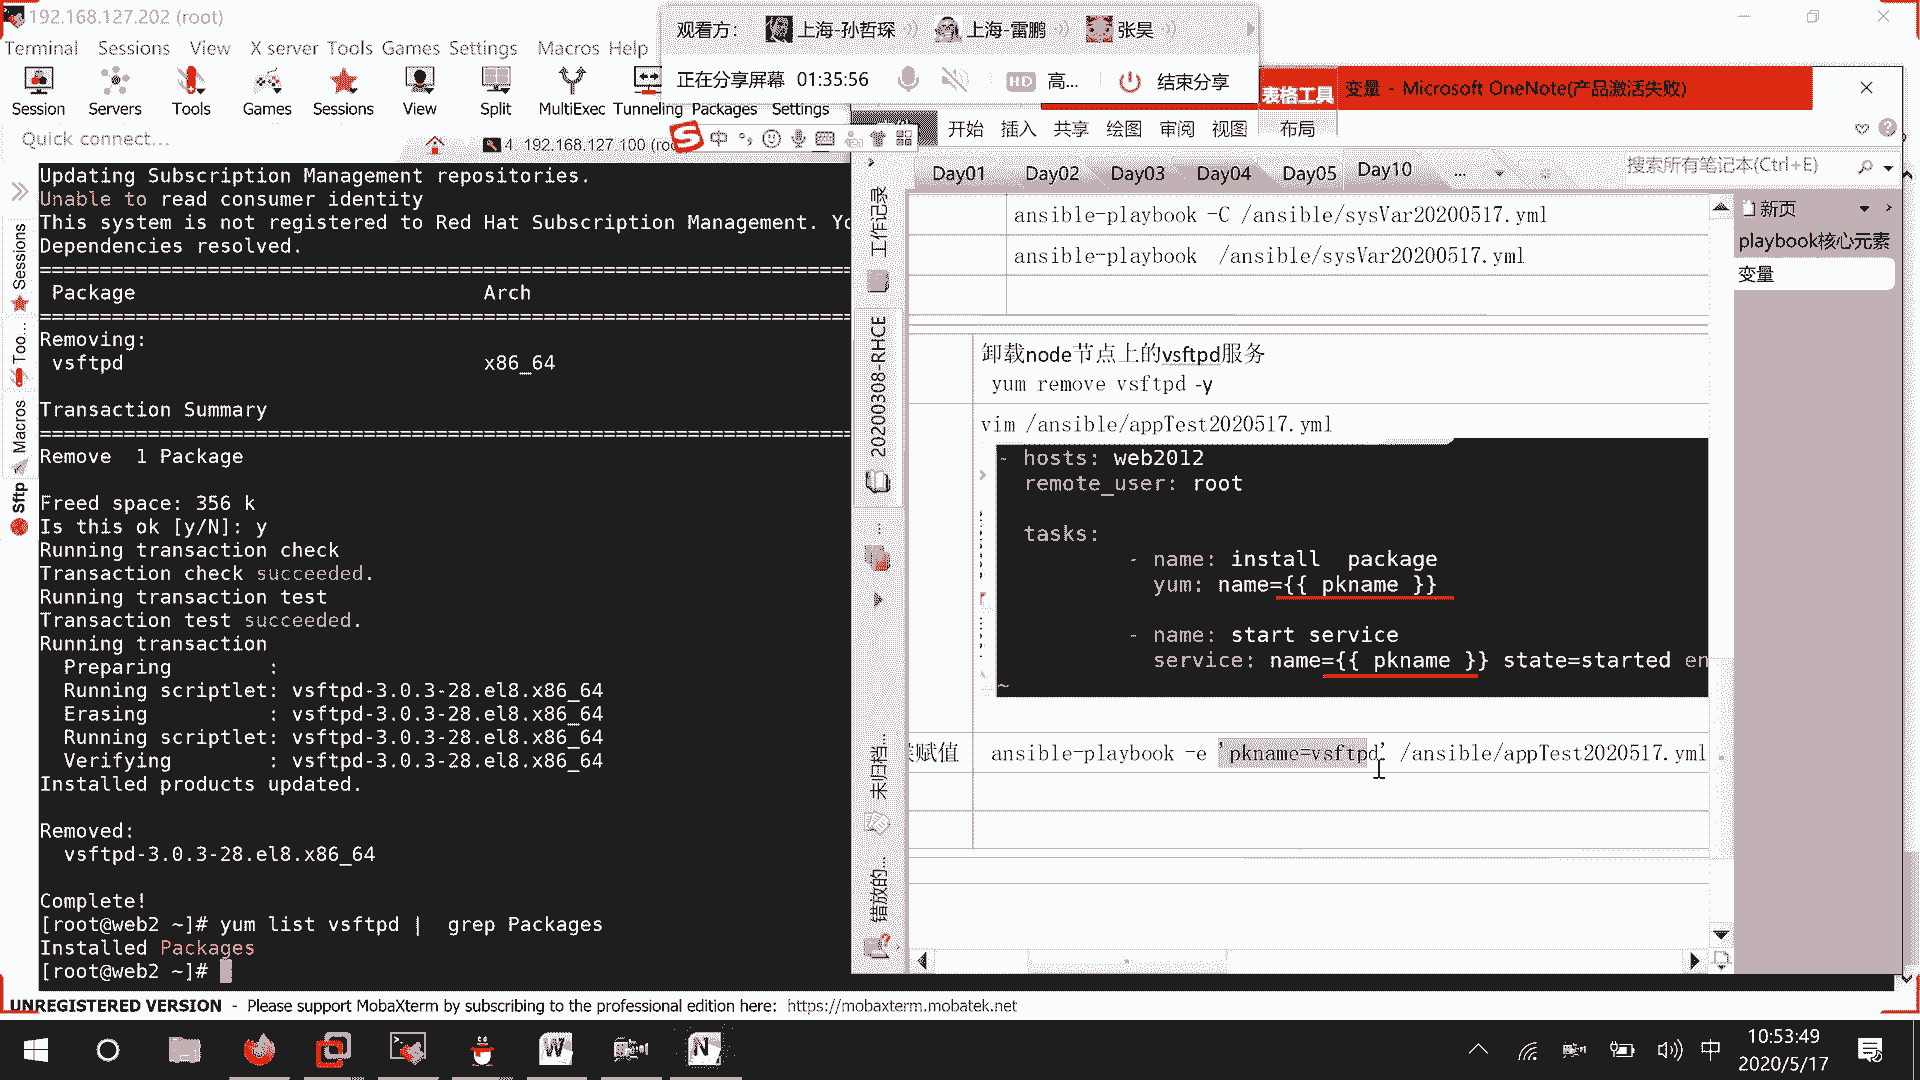 192.168.127.202 (root)
Terminal Sessions View X server Tools Games Settings Macros Help
Session Servers Tools Games Sessions View Split MultiExec Tunneling Packages Settings
Quick connect...
4 192.168.127.100 (roo
观看方: 上海-孙哲琛 上海-雷鹏 张昊
正在分享屏幕 01:35:56 HD 高... 结束分享
表格工具 变量 - Microsoft OneNote(产品激活失败)
开始 插入 共享 绘图 审阅 视图 布局
中
Day01 Day02 Day03 Day04 Day05 Day10 ...
搜索所有笔记本(Ctrl+E)
Sessions
Too...
Macros
Sftp
Updating Subscription Management repositories.
Unable to read consumer identity
This system is not registered to Red Hat Subscription Management. Yo
Dependencies resolved.
Package Arch
Removing:
vsftpd x86_64
Transaction Summary
Remove 1 Package
Freed space: 356 k
Is this ok [y/N]: y
Running transaction check
Transaction check succeeded.
Running transaction test
Transaction test succeeded.
Running transaction
Preparing :
Running scriptlet: vsftpd-3.0.3-28.el8.x86_64
Erasing : vsftpd-3.0.3-28.el8.x86_64
Running scriptlet: vsftpd-3.0.3-28.el8.x86_64
Verifying : vsftpd-3.0.3-28.el8.x86_64
Installed products updated.
Removed:
vsftpd-3.0.3-28.el8.x86_64
Complete!
[root@web2 ~]# yum list vsftpd | grep Packages
Installed Packages
[root@web2 ~]#
工作记录
20200308-RHCE
...
未归档...
错放的...
ansible-playbook -C /ansible/sysVar20200517.yml
ansible-playbook /ansible/sysVar20200517.yml
卸载node节点上的vsftpd服务
yum remove vsftpd -y
vim /ansible/appTest2020517.yml
- hosts: web2012
remote_user: root
tasks:
- name: install package
yum: name={{ pkname }}
- name: start service
service: name={{ pkname }} state=started en
~
赋值 ansible-playbook -e 'pkname=vsftpd' /ansible/appTest2020517.yml
新页
playbook核心元素
变量
UNREGISTERED VERSION - Please support MobaXterm by subscribing to the professional edition here: https://mobaxterm.mobatek.net
中 10:53:49
2020/5/17